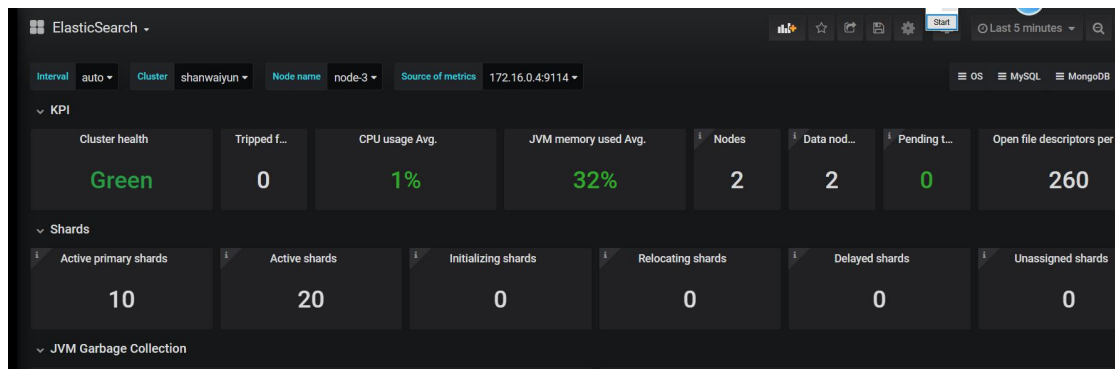 ElasticSearch
Start
Last 5 minutes
Interval auto Cluster shanwaiyun Node name node-3 Source of metrics 172.16.0.4:9114
OS MySQL MongoDB
KPI
Cluster health Tripped f... CPU usage Avg. JVM memory used Avg. Nodes Data nod... Pending t... Open file descriptors per
Green 0 1% 32% 2 2 0 260
Shards
Active primary shards Active shards Initializing shards Relocating shards Delayed shards Unassigned shards
10 20 0 0 0 0
JVM Garbage Collection